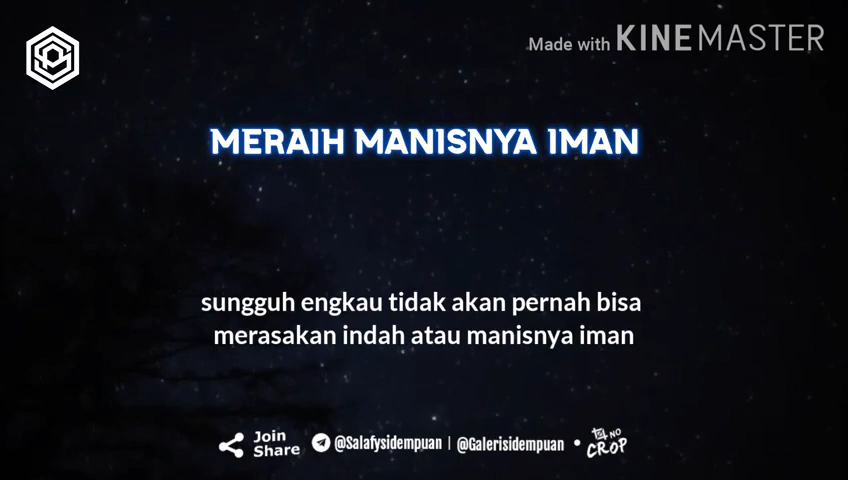 Made with KINEMASTER
MERAIH MANISNYA IMAN
sungguh engkau tidak akan pernah bisa
merasakan indah atau manisnya iman
Join
Share
@Salafysidempuan | @Galerisidempuan
• NO
CROP